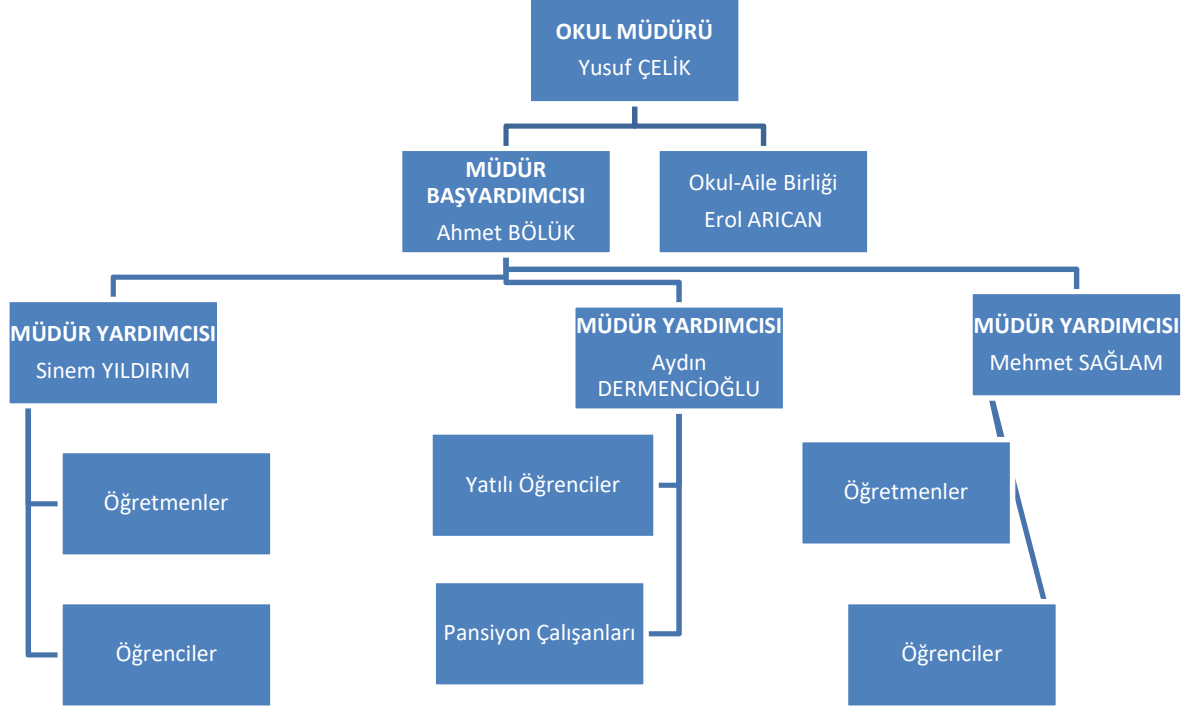 OKUL MÜDÜRÜ
Yusuf ÇELİK
MÜDÜR
BAŞYARDIMCISI
Ahmet BÖLÜK
Okul-Aile Birliği
Erol ARICAN
MÜDÜR YARDIMCISI
Sinem YILDIRIM
MÜDÜR YARDIMCISI
Aydın
DERMENCİOĞLU
MÜDÜR YARDIMCISI
Mehmet SAĞLAM
Öğretmenler
Öğrenciler
Yatılı Öğrenciler
Pansiyon Çalışanları
Öğretmenler
Öğrenciler